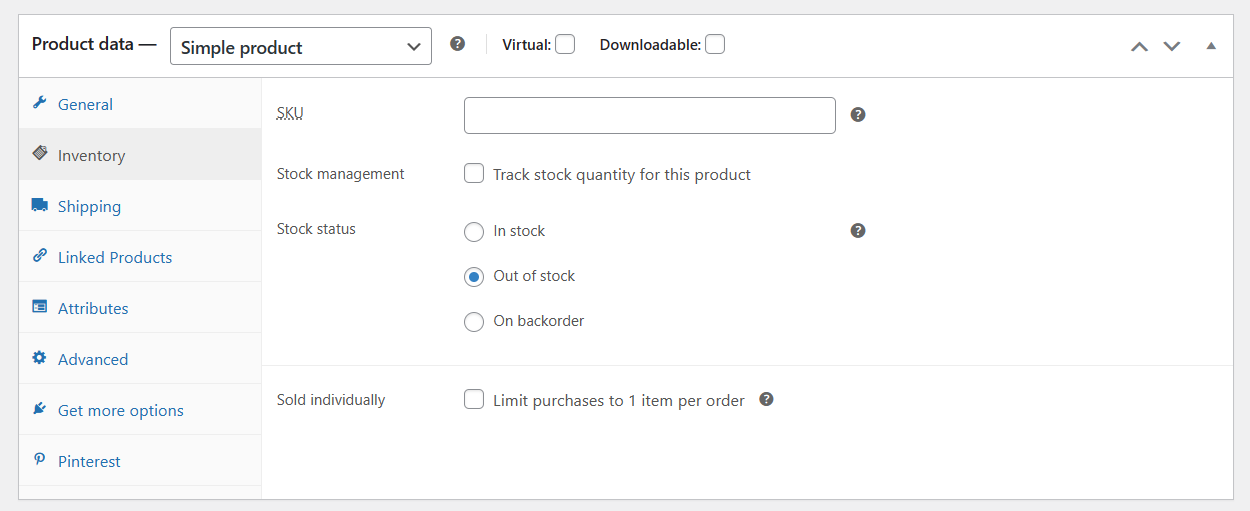 Product data — Simple product ? Virtual: Downloadable:
General
Inventory
Shipping
Linked Products
Attributes
Advanced
Get more options
Pinterest
SKU ?
Stock management Track stock quantity for this product
Stock status In stock ?
Out of stock
On backorder
Sold individually Limit purchases to 1 item per order ?